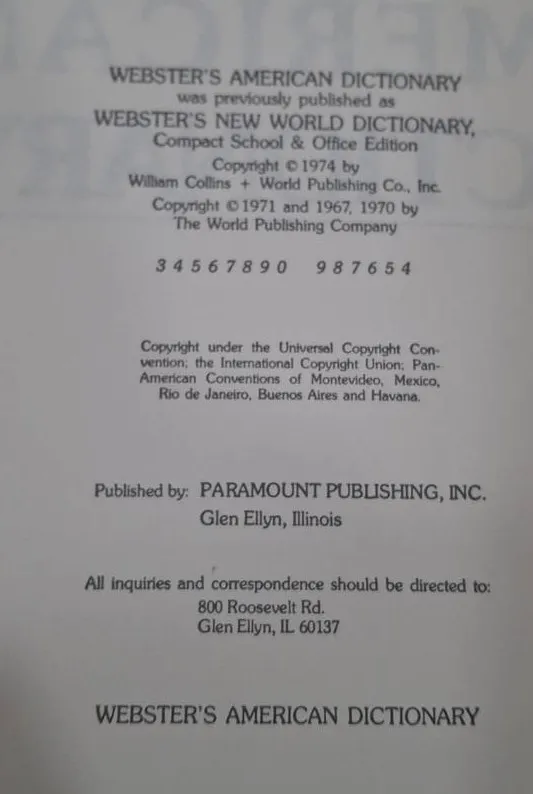 WEBSTER'S AMERICAN DICTIONARY
was previously published as
WEBSTER'S NEW WORLD DICTIONARY,
Compact School & Office Edition
Copyright © 1974 by
William Collins + World Publishing Co., Inc.
Copyright © 1971 and 1967, 1970 by
The World Publishing Company
3 4 5 6 7 8 9 0 9 8 7 6 5 4
Copyright under the Universal Copyright Con-
vention; the International Copyright Union; Pan-
American Conventions of Montevideo, Mexico,
Rio de Janeiro, Buenos Aires and Havana.
Published by: PARAMOUNT PUBLISHING, INC.
Glen Ellyn, Illinois
All inquiries and correspondence should be directed to:
800 Roosevelt Rd.
Glen Ellyn, IL 60137
WEBSTER'S AMERICAN DICTIONARY